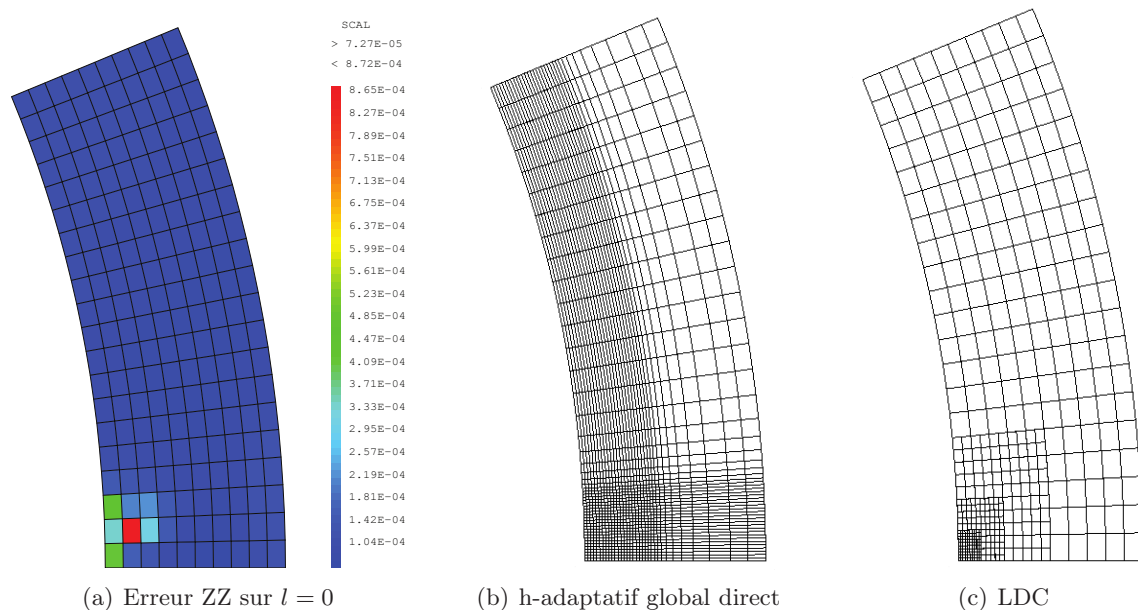 SCAL
> 7.27E-05
< 8.72E-04
8.65E-04
8.27E-04
7.89E-04
7.51E-04
7.13E-04
6.75E-04
6.37E-04
5.99E-04
5.61E-04
5.23E-04
4.85E-04
4.47E-04
4.09E-04
3.71E-04
3.33E-04
2.95E-04
2.57E-04
2.19E-04
1.81E-04
1.42E-04
1.04E-04
(a) Erreur ZZ sur l = 0
(b) h-adaptatif global direct
(c) LDC